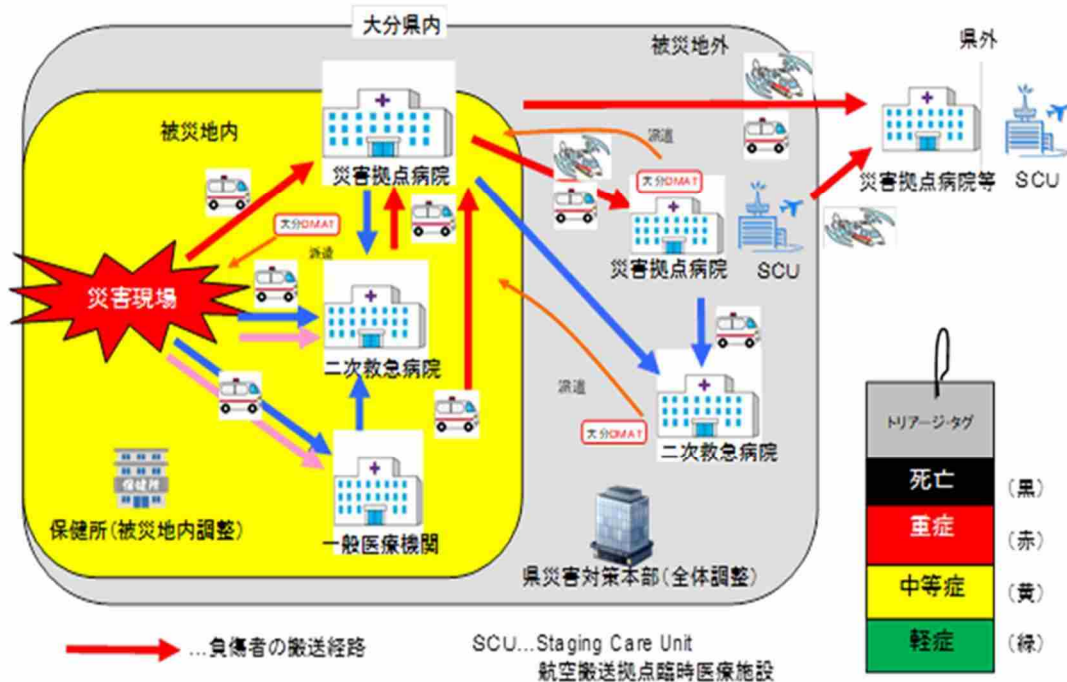 大分県内
被災地外
県外
被災地内
災害拠点病院
派遣
大分DMAT
災害拠点病院等
SCU
大分DMAT
派遣
災害拠点病院
SCU
災害現場
二次救急病院
派遣
大分DMAT
二次救急病院
トリアージ・タグ
死亡
(黒)
保健所
保健所(被災地内調整)
一般医療機関
県災害対策本部(全体調整)
重症
(赤)
中等症
(黄)
軽症
(緑)
…負傷者の搬送経路
SCU…Staging Care Unit
航空搬送拠点臨時医療施設